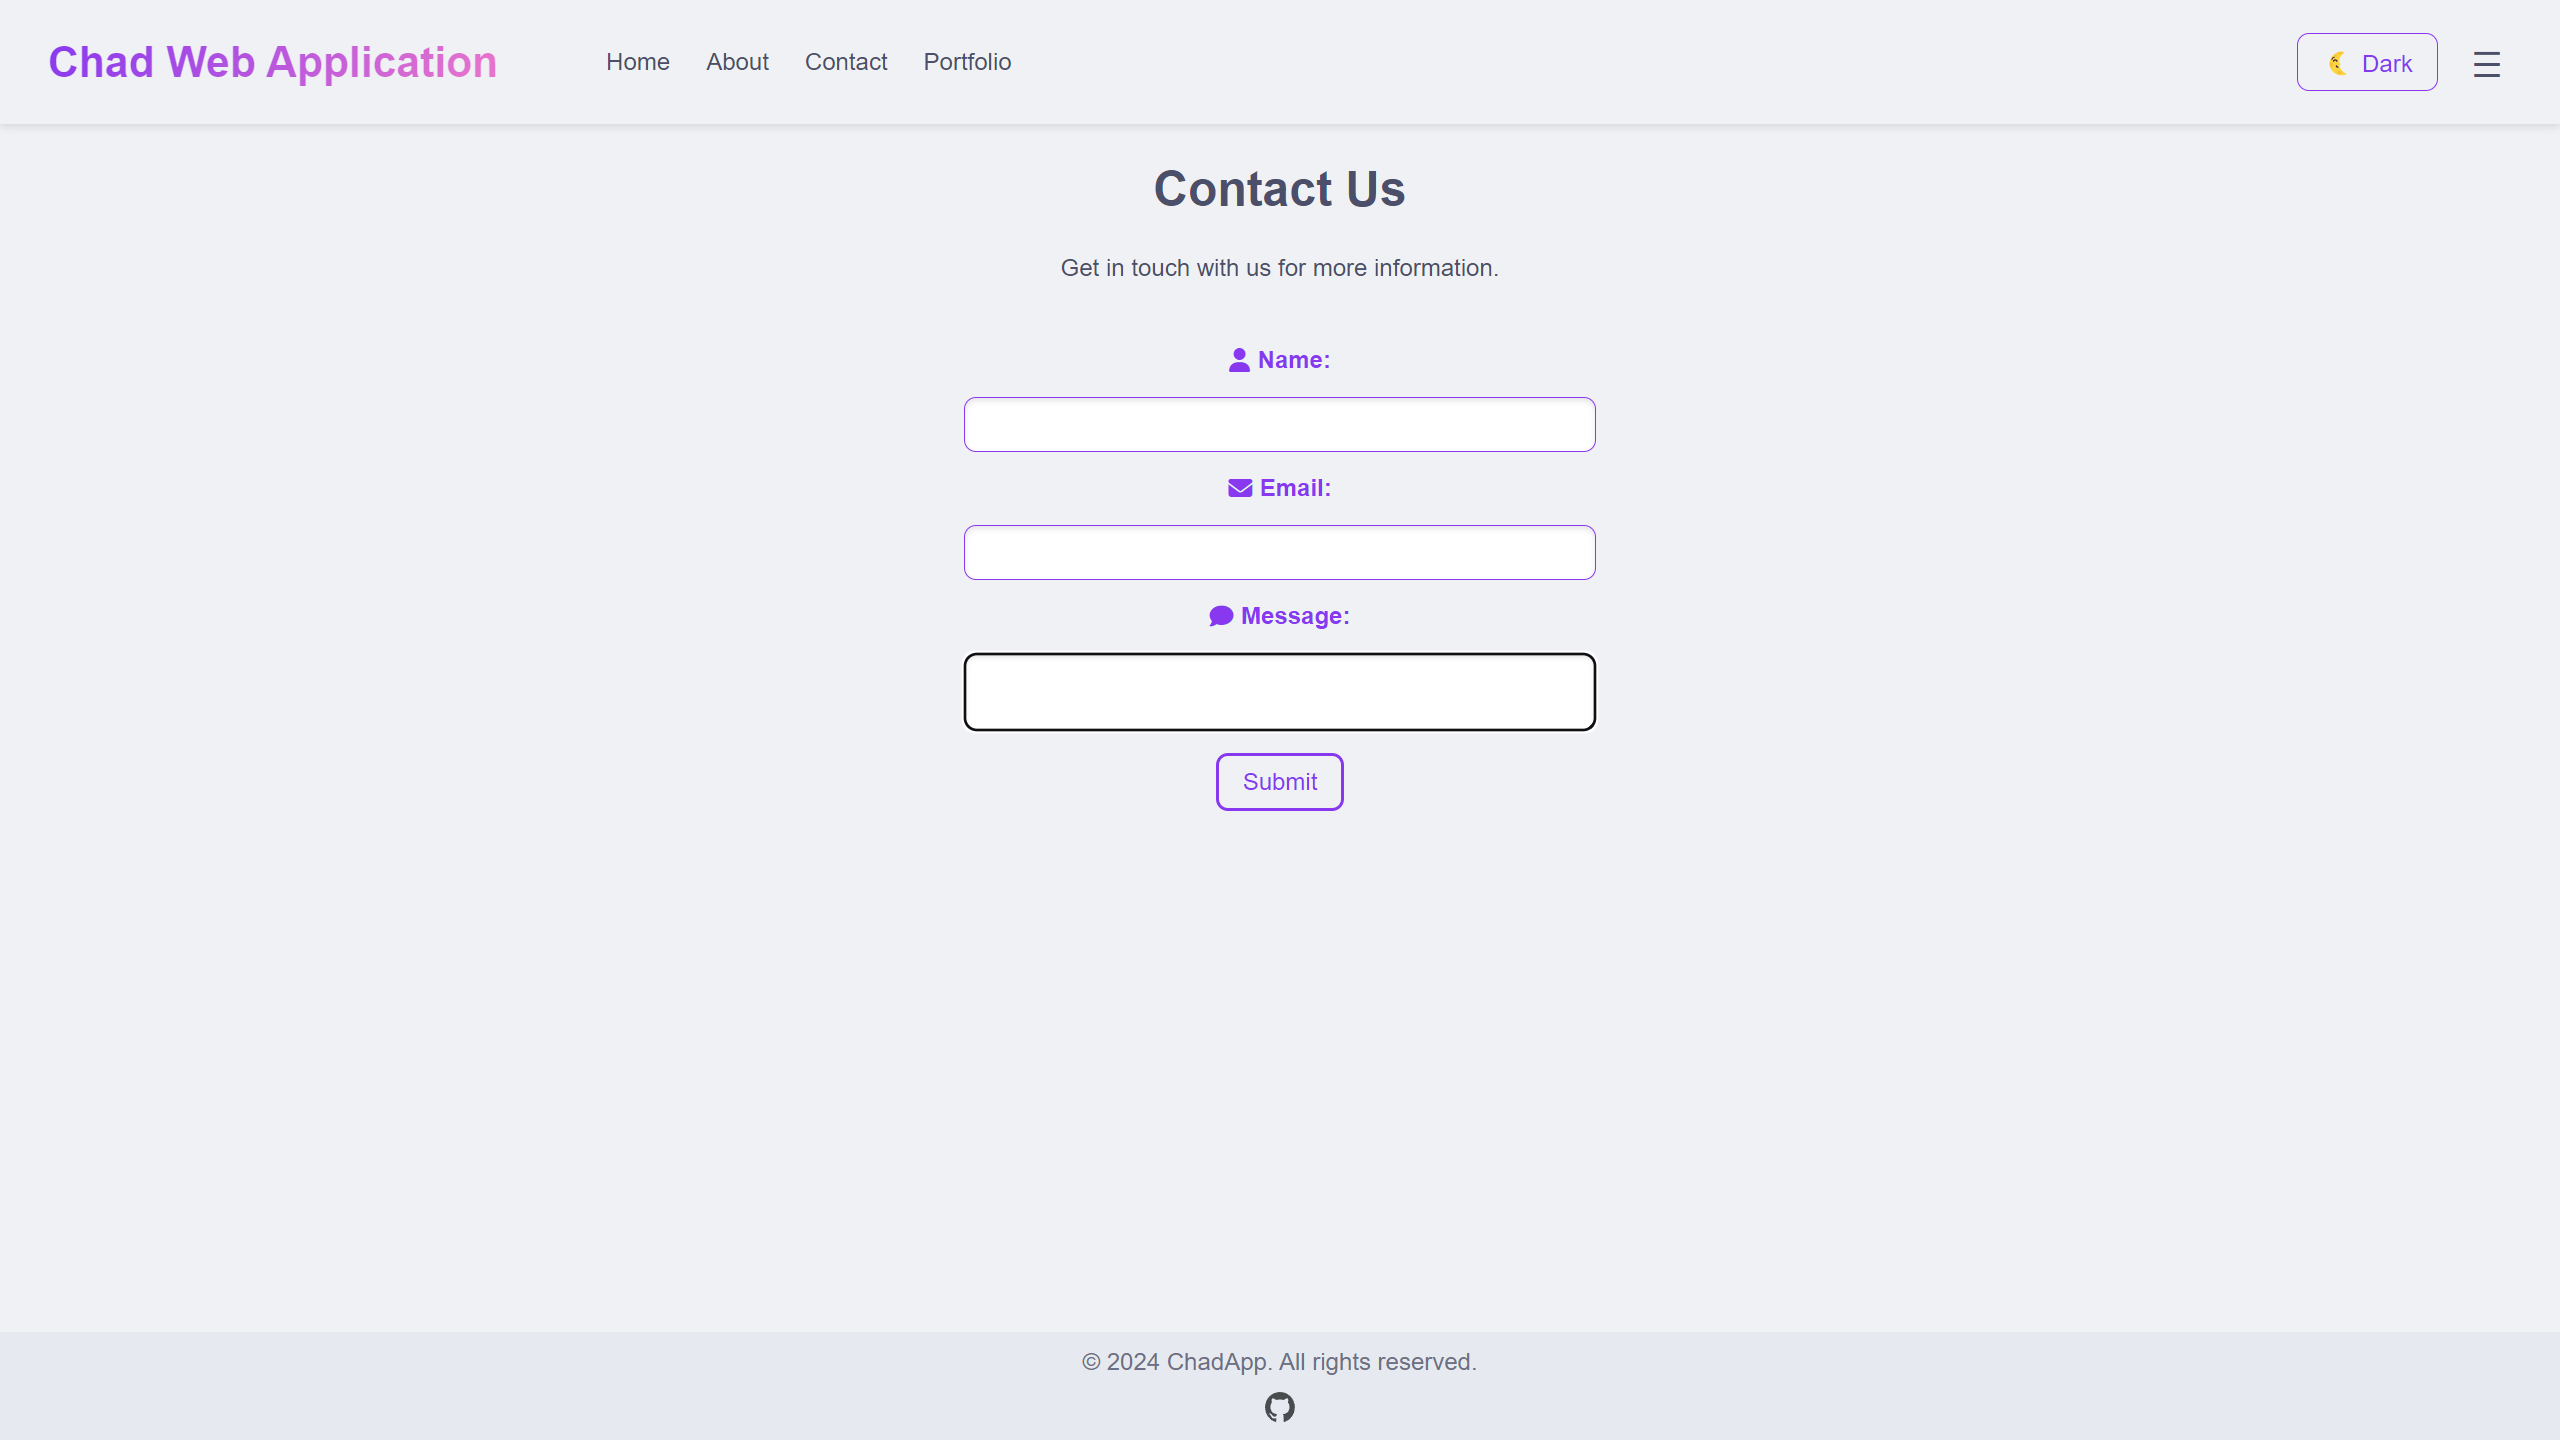 Chad Web Application
Home About Contact Portfolio
Dark
Contact Us
Get in touch with us for more information.
Name:
Email:
Message:
Submit
© 2024 ChadApp. All rights reserved.